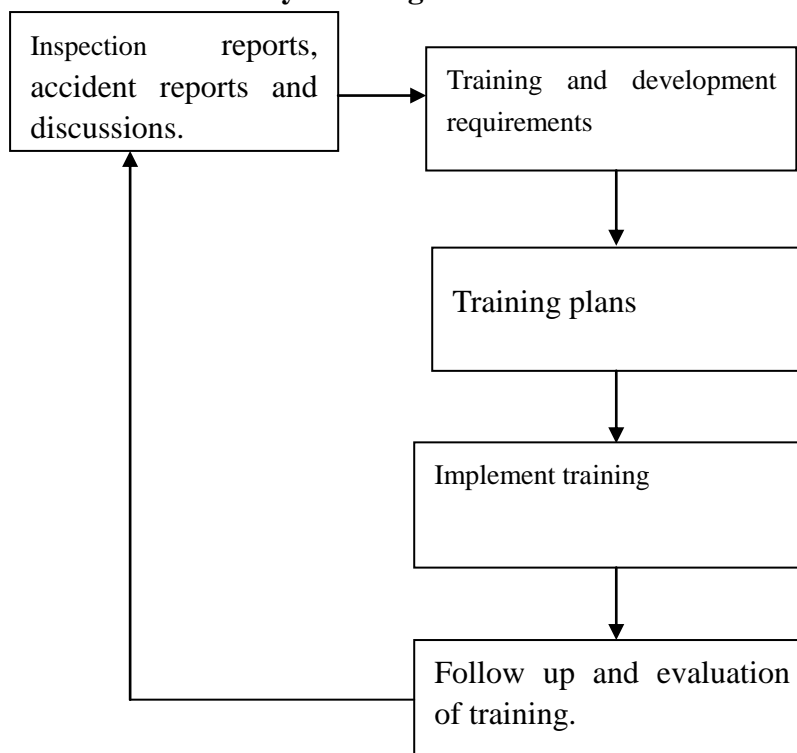 Inspection reports,
accident reports and
discussions.
Training and development
requirements
Training plans
Implement training
Follow up and evaluation
of training.